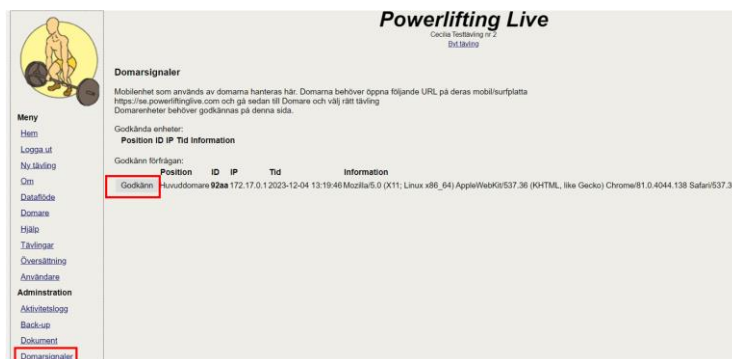 Powerlifting Live
Cecilia Testtävling nr 2
Byt tävling
Domarsignaler
Mobilenhet som används av domarna hanteras här. Domarna behöver öppna följande URL på deras mobil/surfplatta
https://se.powerliftinglive.com och gå sedan till Domare och välj rätt tävling
Domarenheter behöver godkännas på denna sida.
Godkända enheter:
Position ID IP Tid Information
Godkänn förfrågan:
Position ID IP Tid Information
Godkänn Huvuddomare 92aa 172.17.0.1 2023-12-04 13:19:46 Mozilla/5.0 (X11; Linux x86_64) AppleWebKit/537.36 (KHTML, like Gecko) Chrome/81.0.4044.138 Safari/537.3
Meny
Hem
Logga ut
Ny tävling
Om
Dataflöde
Domare
Hjälp
Tävlingar
Översättning
Användare
Adminstration
Aktivitetslogg
Back-up
Dokument
Domarsignaler